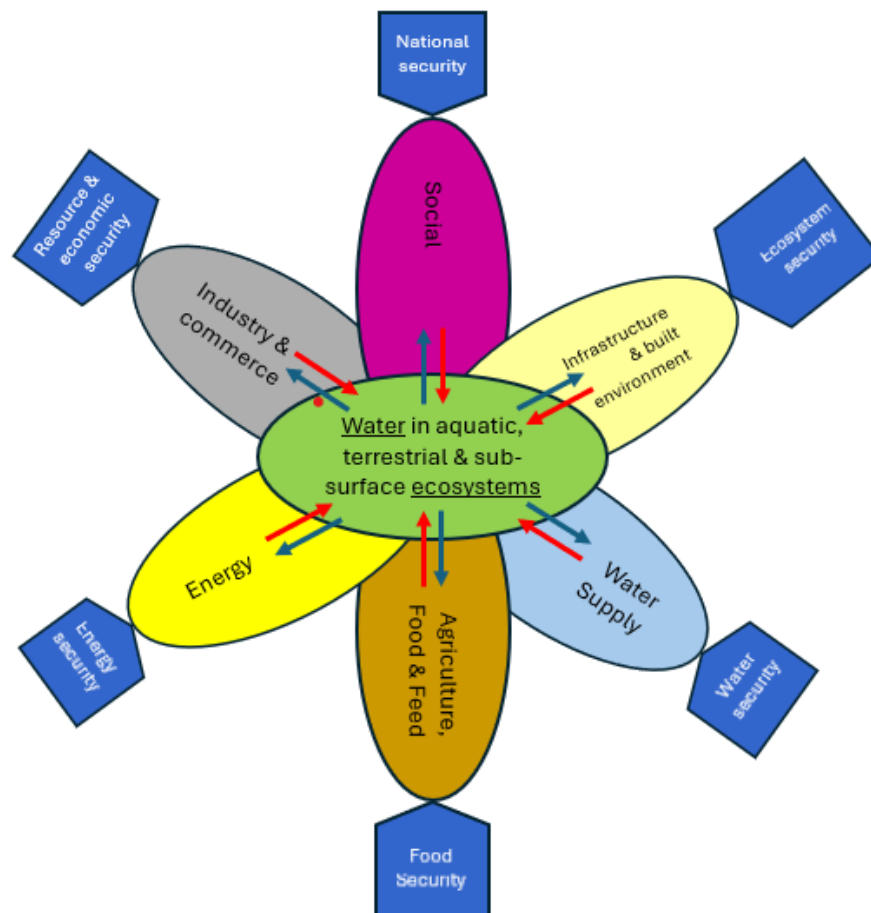 National
security
Resource &
economic
security
Social
Ecosystem
security
Industry &
commerce
Infrastructure
& built
environment
Water in aquatic,
terrestrial & sub-
surface ecosystems
Energy
Water
Supply
Agriculture,
Food & Feed
Energy
security
Water
security
Food
Security